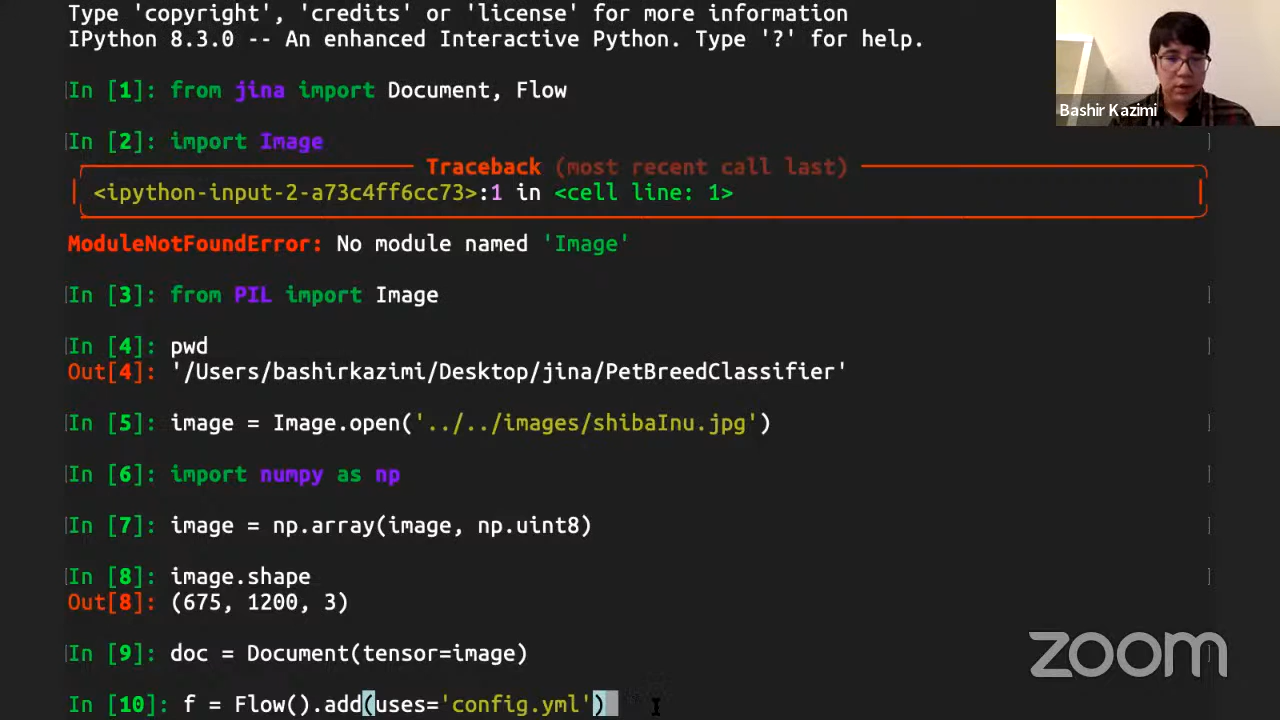 Type 'copyright', 'credits' or 'license' for more information
IPython 8.3.0 -- An enhanced Interactive Python. Type '?' for help.
Bashir Kazimi
In [1]: from jina import Document, Flow
In [2]: import Image
Traceback (most recent call last)
<ipython-input-2-a73c4ff6cc73>:1 in <cell line: 1>
ModuleNotFoundError: No module named 'Image'
In [3]: from PIL import Image
In [4]: pwd
Out[4]: '/Users/bashirkazimi/Desktop/jina/PetBreedClassifier'
In [5]: image = Image.open('../../images/shibaInu.jpg')
In [6]: import numpy as np
In [7]: image = np.array(image, np.uint8)
In [8]: image.shape
Out[8]: (675, 1200, 3)
In [9]: doc = Document(tensor=image)
In [10]: f = Flow().add(uses='config.yml')
zoom